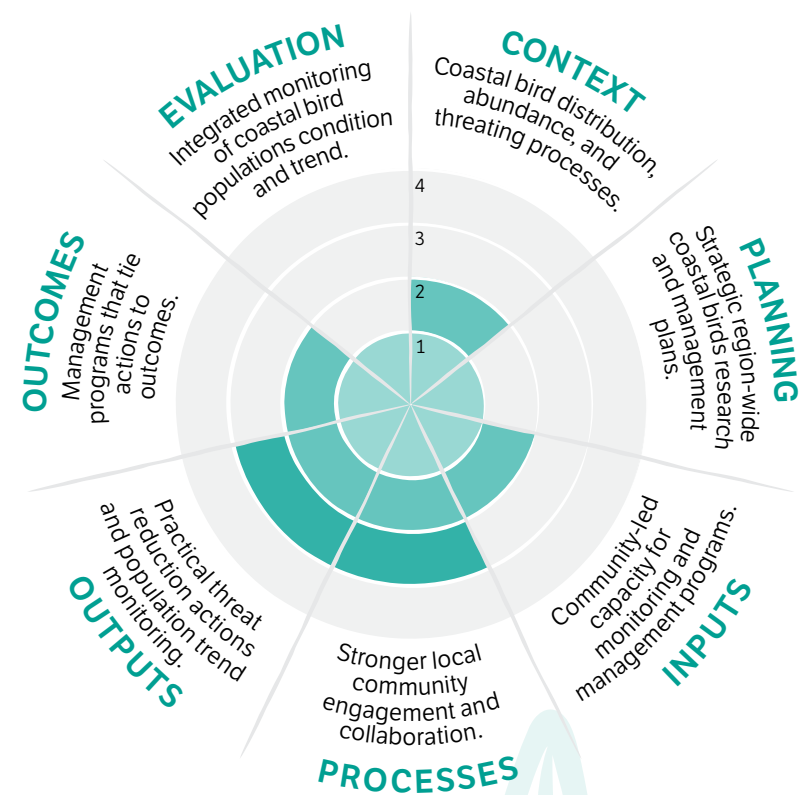 CONTEXT
Coastal bird distribution,
abundance, and
threating processes.
PLANNING
Strategic region-wide
coastal birds research
and management
plans.
INPUTS
Community-led
capacity for
monitoring and
management programs.
PROCESSES
Stronger local
community
engagement and
collaboration.
OUTPUTS
Practical threat
reduction actions
and population trend
monitoring.
OUTCOMES
Management
programs that tie
actions to
outcomes.
EVALUATION
Integrated monitoring
of coastal bird
populations condition
and trend.
4
3
2
1